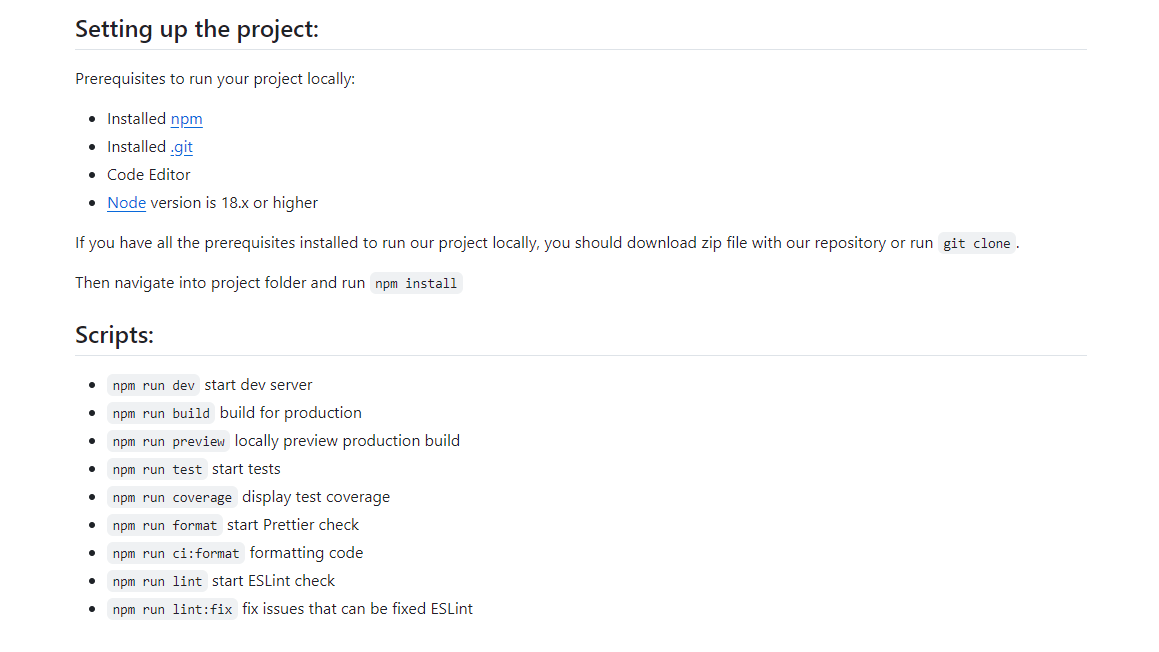 Setting up the project:
Prerequisites to run your project locally:
Installed npm
Installed .git
Code Editor
Node version is 18.x or higher
If you have all the prerequisites installed to run our project locally, you should download zip file with our repository or run git clone.
Then navigate into project folder and run npm install
Scripts:
npm run dev start dev server
npm run build build for production
npm run preview locally preview production build
npm run test start tests
npm run coverage display test coverage
npm run format start Prettier check
npm run ci:format formatting code
npm run lint start ESLint check
npm run lint:fix fix issues that can be fixed ESLint